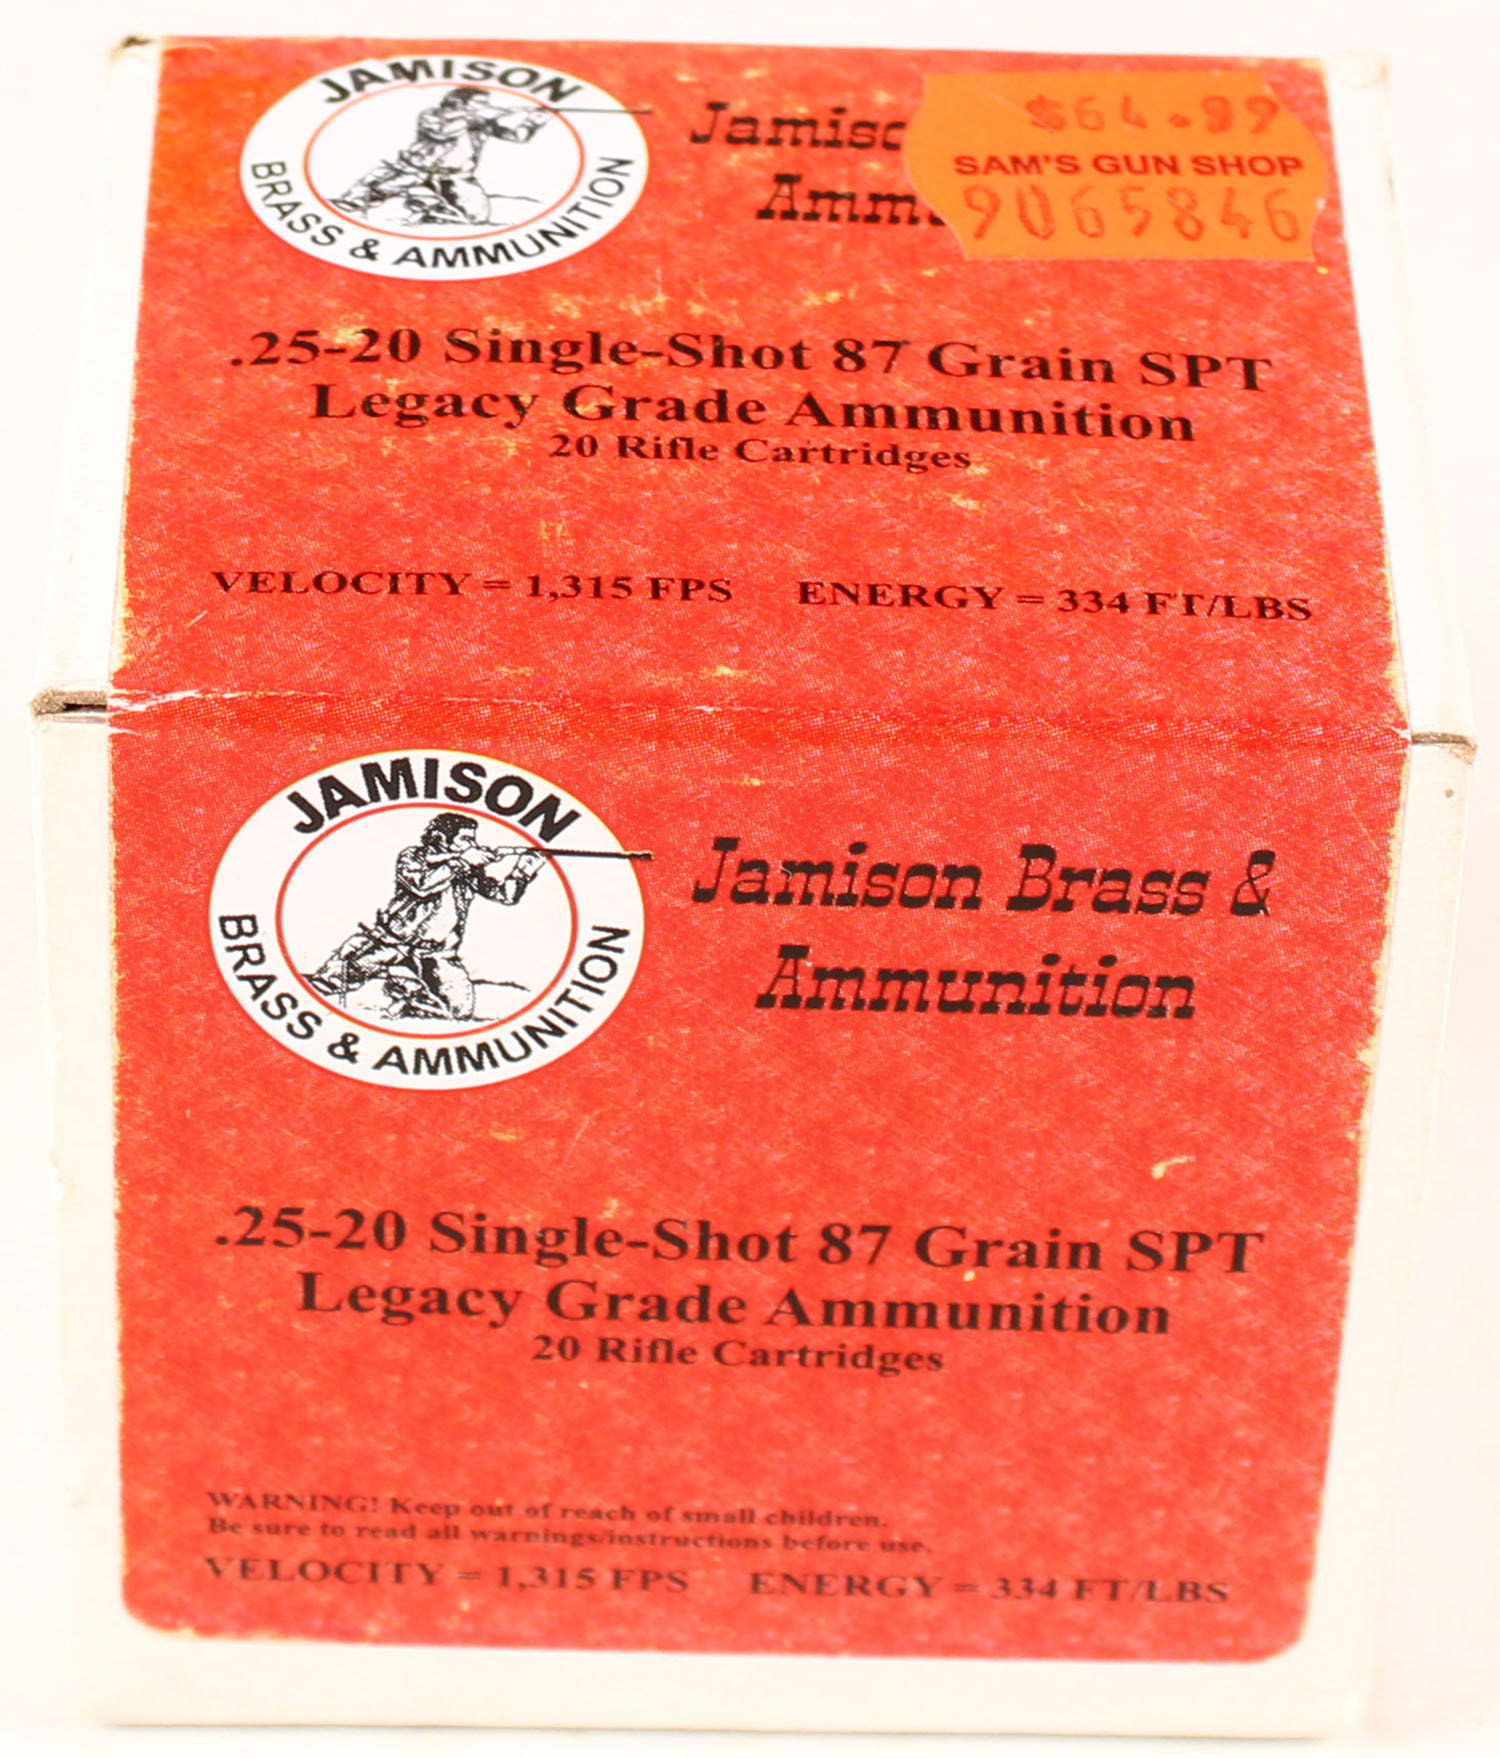 JAMISON
BRASS & AMMUNITION
$64.99
SAM'S GUN SHOP
9065846
.25-20 Single-Shot 87 Grain SPT
Legacy Grade Ammunition
20 Rifle Cartridges
VELOCITY = 1,315 FPS ENERGY = 334 FT/LBS
JAMISON
BRASS & AMMUNITION
Jamison Brass &
Ammunition
.25-20 Single-Shot 87 Grain SPT
Legacy Grade Ammunition
20 Rifle Cartridges
WARNING! Keep out of reach of small children.
Be sure to read all warnings/instructions before use.
VELOCITY = 1,315 FPS ENERGY = 334 FT/LBS